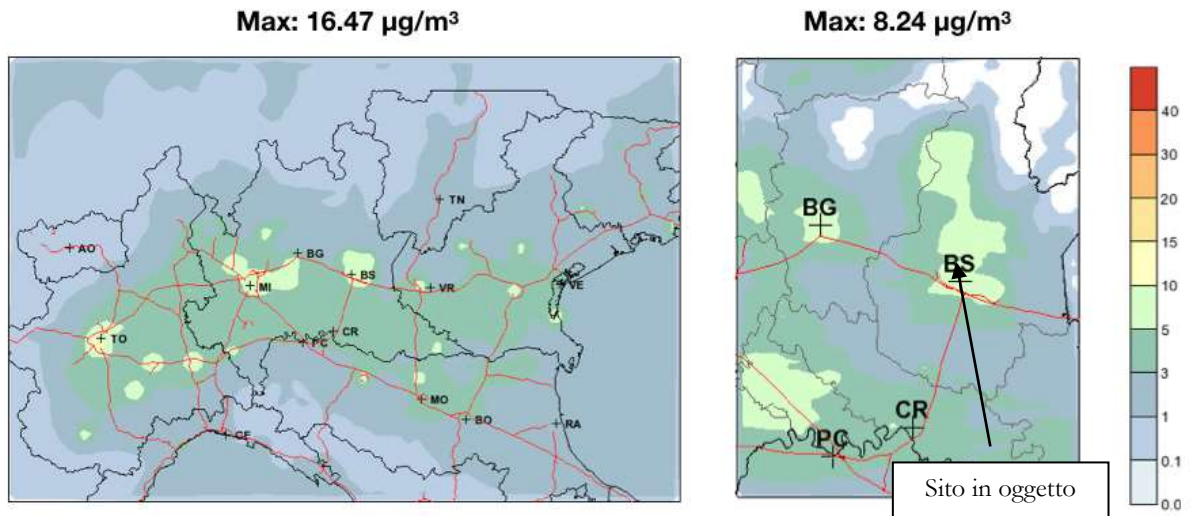 Max: 16.47 µg/m³
Max: 8.24 µg/m³
TN
AO
BG
BS
MI
VR
VE
TO
CR
PC
MO
BO
RA
GE
BG
BS
CR
PC
Sito in oggetto
40
30
20
15
10
5
3
1
0.1
0.0